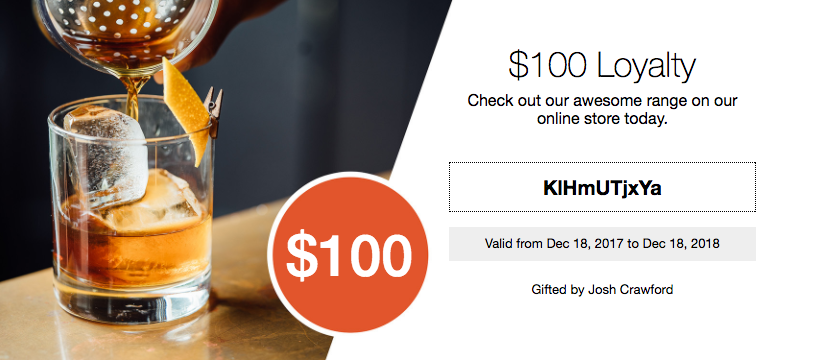 $100 Loyalty
Check out our awesome range on our
online store today.
KlHmUTjxYa
Valid from Dec 18, 2017 to Dec 18, 2018
Gifted by Josh Crawford
$100